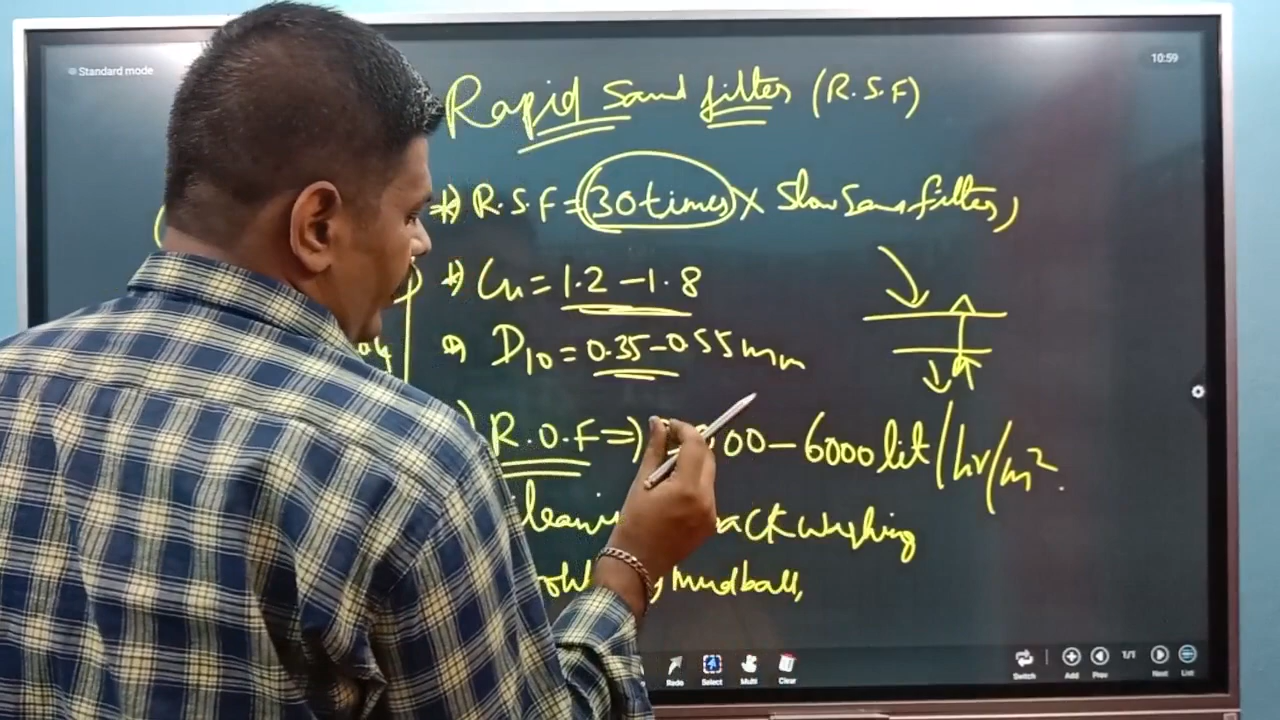 Standard mode
10:59
Rapid Sand filter (R.S.F)
*) R.S.F = 30 times X Slow Sand filter,
*) Cu = 1.2 - 1.8
D10 = 0.35 - 0.55 mm
R.O.F => 00 - 6000 lit/hr/m².
washing
mudball,
Redo
Select
Multi
Clear
Switch
Add
Prev
1/1
Next
List